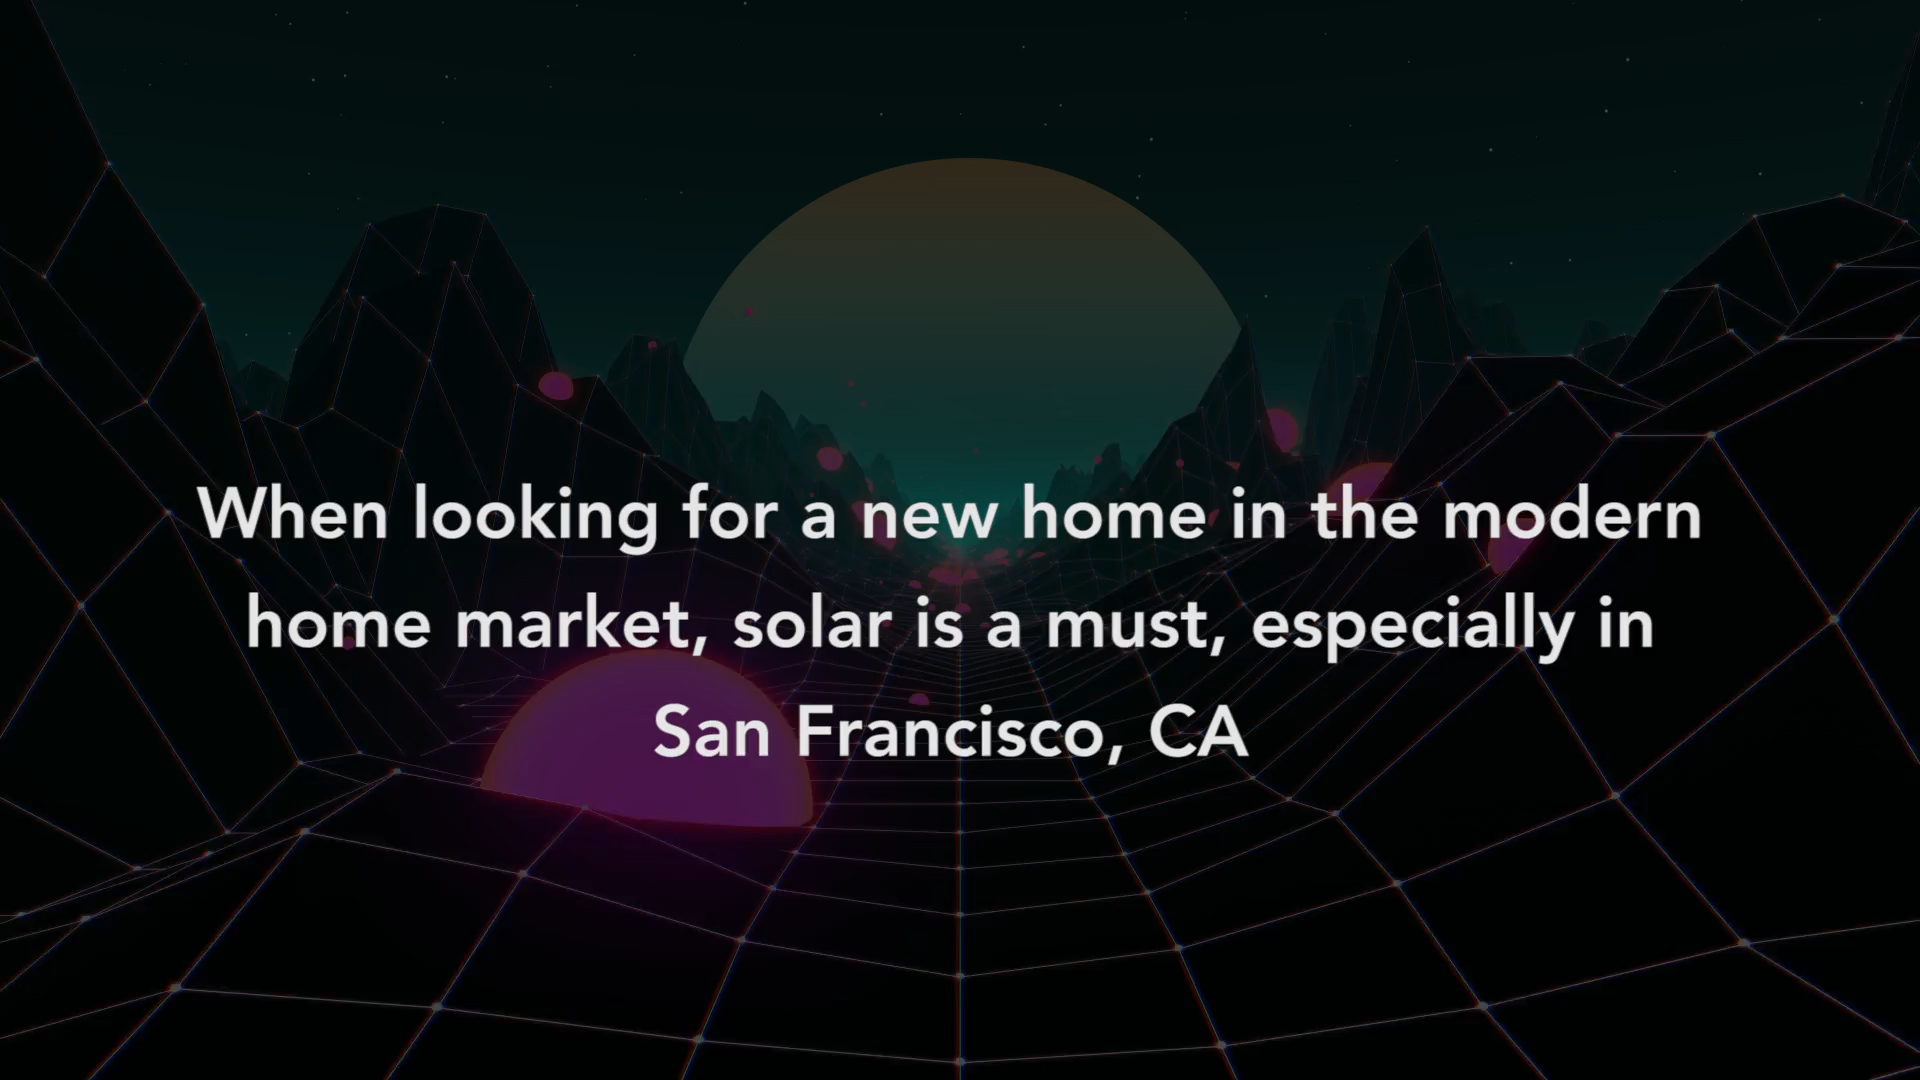 When looking for a new home in the modern
home market, solar is a must, especially in
San Francisco, CA